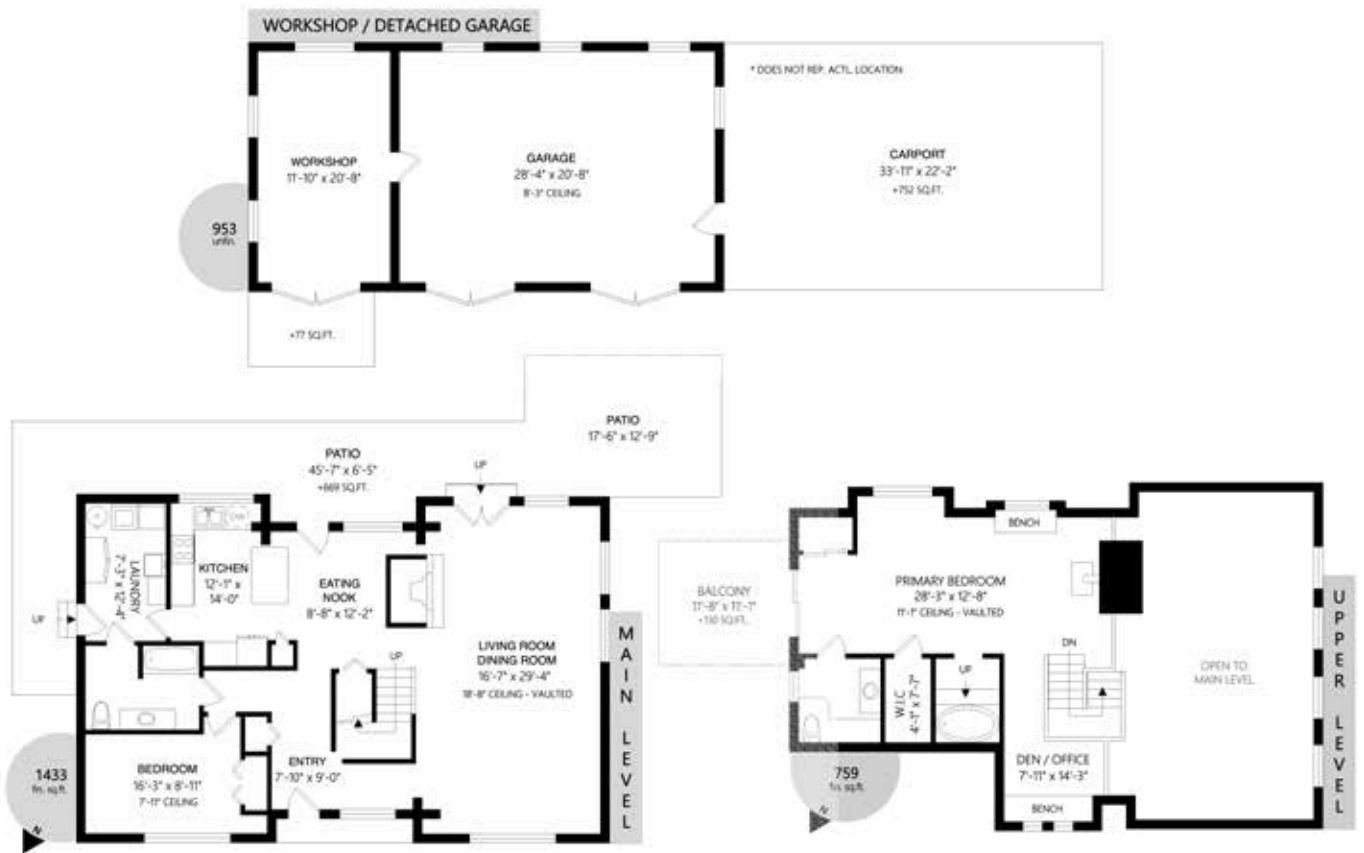 WORKSHOP / DETACHED GARAGE
* DOES NOT REP. ACTL. LOCATION
WORKSHOP
11'-10" x 20'-8"
GARAGE
28'-4" x 20'-8"
8'-3" CEILING
CARPORT
33'-11" x 22'-2"
+752 SQ.FT.
953
unfin.
+77 SQ.FT.
PATIO
17'-6" x 12'-9"
PATIO
45'-7" x 6'-5"
+669 SQ.FT.
UP
LAUNDRY
7'-3" x 12'-4"
KITCHEN
12'-1" x
14'-0"
EATING
NOOK
8'-8" x 12'-2"
UP
LIVING ROOM
DINING ROOM
16'-7" x 29'-4"
18'-8" CEILING - VAULTED
UP
BEDROOM
16'-3" x 8'-11"
7'-11" CEILING
ENTRY
7'-10" x 9'-0"
1433
fin. sq.ft.
N
MAIN LEVEL
BENCH
BALCONY
11'-8" x 11'-1"
+130 SQ.FT.
PRIMARY BEDROOM
28'-3" x 12'-8"
11'-1" CEILING - VAULTED
W.I.C
4'-1" x 7'-7"
UP
DN
OPEN TO
MAIN LEVEL
DEN / OFFICE
7'-11" x 14'-3"
BENCH
759
fin. sq.ft.
N
UPPER LEVEL